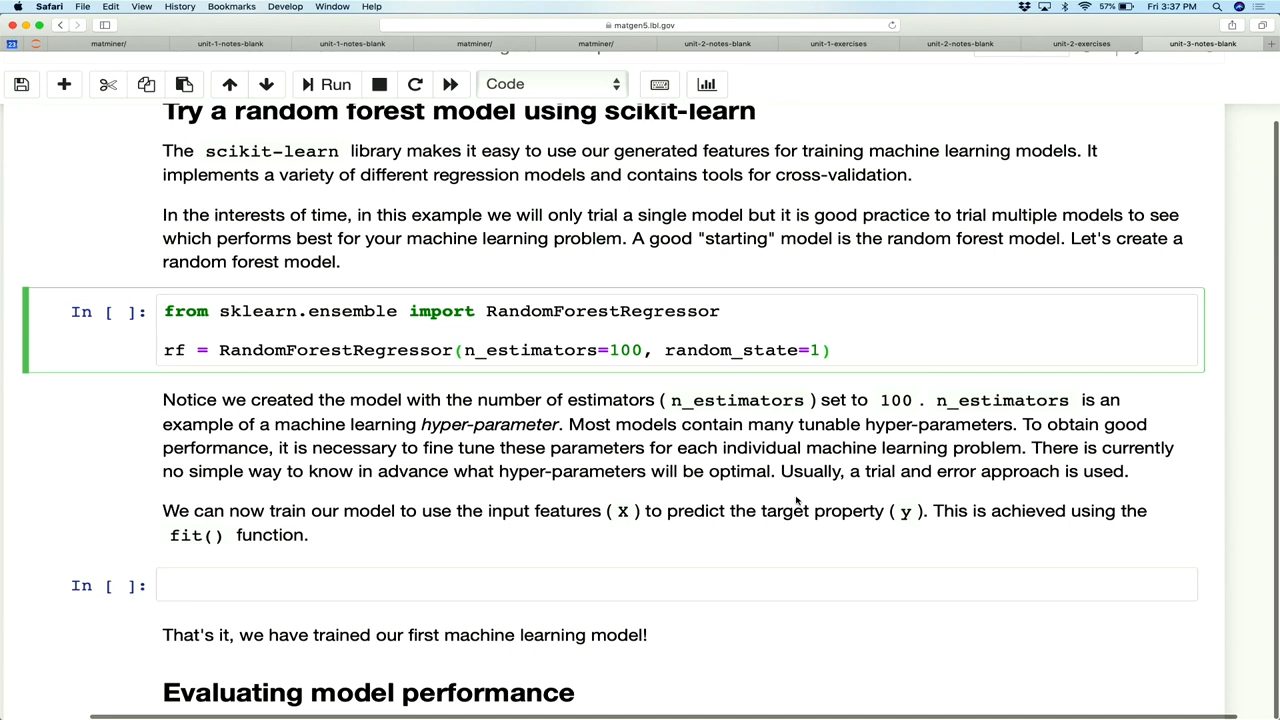 Safari File Edit View History Bookmarks Develop Window Help 57% Fri 3:37 PM
matgen5.lbl.gov
23 matminer/ unit-1-notes-blank unit-1-notes-blank matminer/ matminer/ unit-2-notes-blank unit-1-exercises unit-2-notes-blank unit-2-exercises unit-3-notes-blank
Run Code
Try a random forest model using scikit-learn
The scikit-learn library makes it easy to use our generated features for training machine learning models. It
implements a variety of different regression models and contains tools for cross-validation.
In the interests of time, in this example we will only trial a single model but it is good practice to trial multiple models to see
which performs best for your machine learning problem. A good "starting" model is the random forest model. Let's create a
random forest model.
In [ ]: from sklearn.ensemble import RandomForestRegressor
rf = RandomForestRegressor(n_estimators=100, random_state=1)
Notice we created the model with the number of estimators ( n_estimators ) set to 100 . n_estimators is an
example of a machine learning hyper-parameter. Most models contain many tunable hyper-parameters. To obtain good
performance, it is necessary to fine tune these parameters for each individual machine learning problem. There is currently
no simple way to know in advance what hyper-parameters will be optimal. Usually, a trial and error approach is used.
We can now train our model to use the input features ( X ) to predict the target property ( y ). This is achieved using the
fit() function.
In [ ]:
That's it, we have trained our first machine learning model!
Evaluating model performance